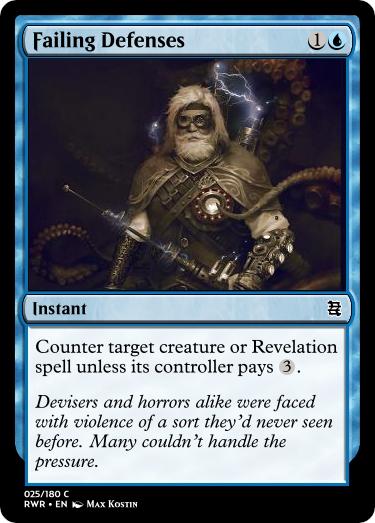 Failing Defenses 1
Instant
Counter target creature or Revelation
spell unless its controller pays 3.
Devisers and horrors alike were faced
with violence of a sort they’d never seen
before. Many couldn’t handle the
pressure.
025/180 C
RWR • EN Max Kostin